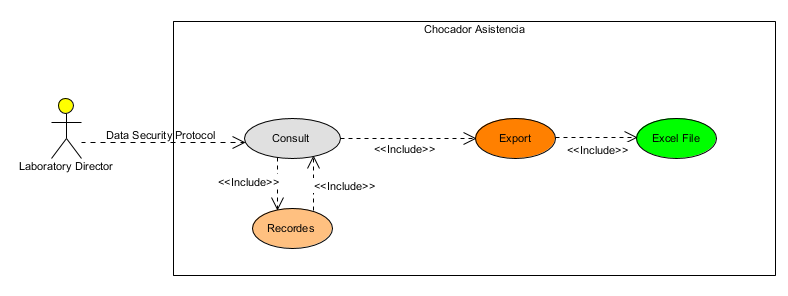 Chocador Asistencia
Data Security Protocol
Consult
Export
Excel File
<<Include>>
<<Include>>
Laboratory Director
<<Include>>
<<Include>>
Recordes